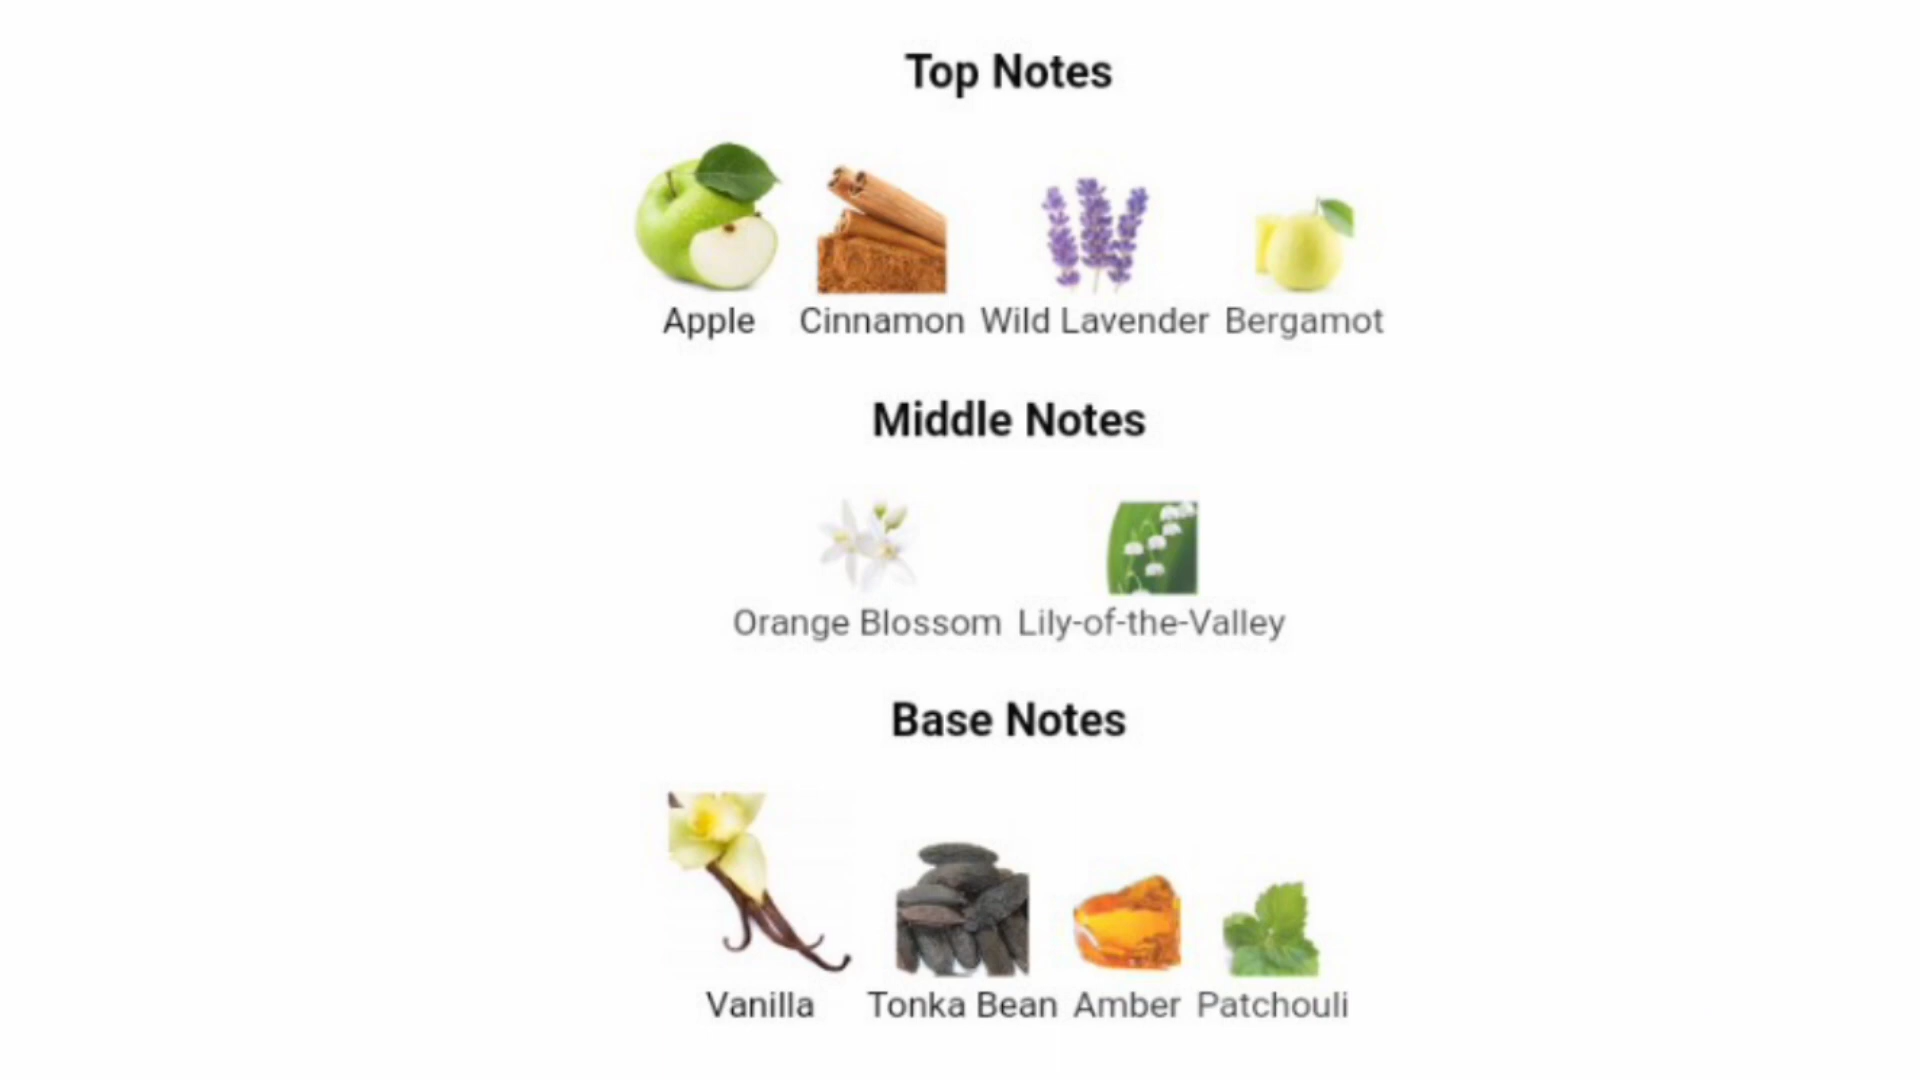 Top Notes
Apple Cinnamon Wild Lavender Bergamot
Middle Notes
Orange Blossom Lily-of-the-Valley
Base Notes
Vanilla Tonka Bean Amber Patchouli